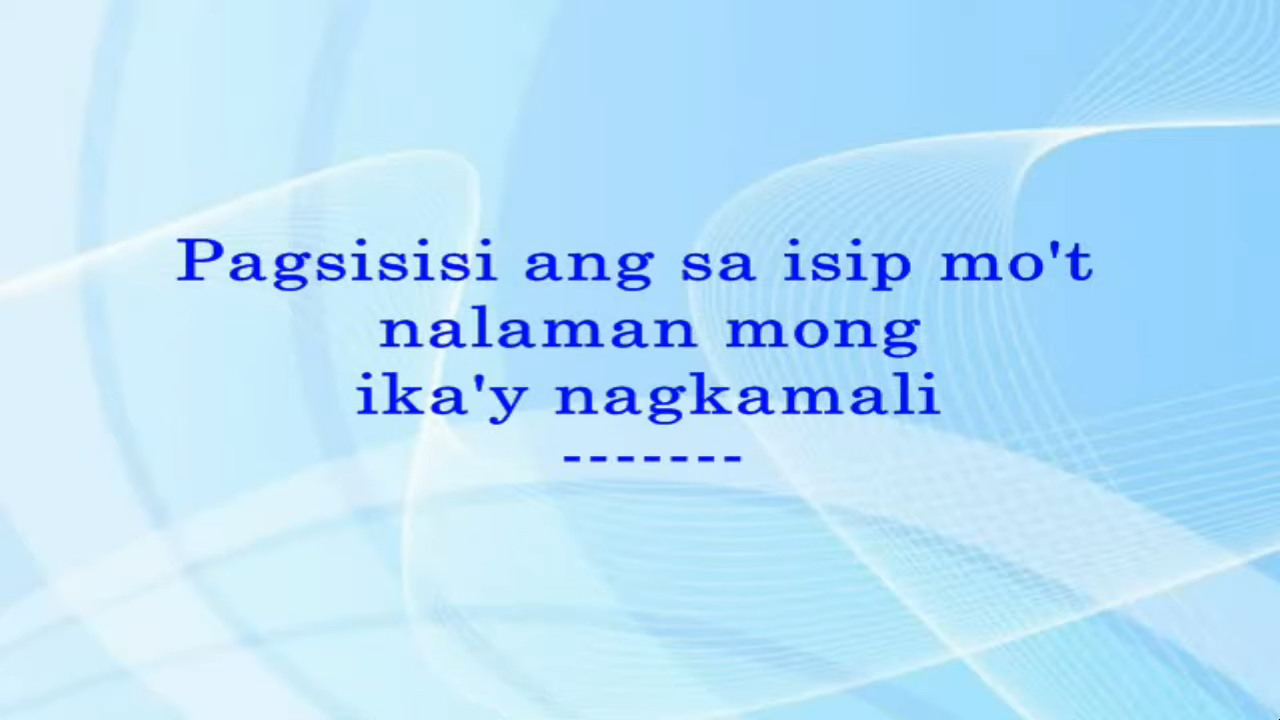 Pagsisisi ang sa isip mo't
nalaman mong
ika'y nagkamali
-------